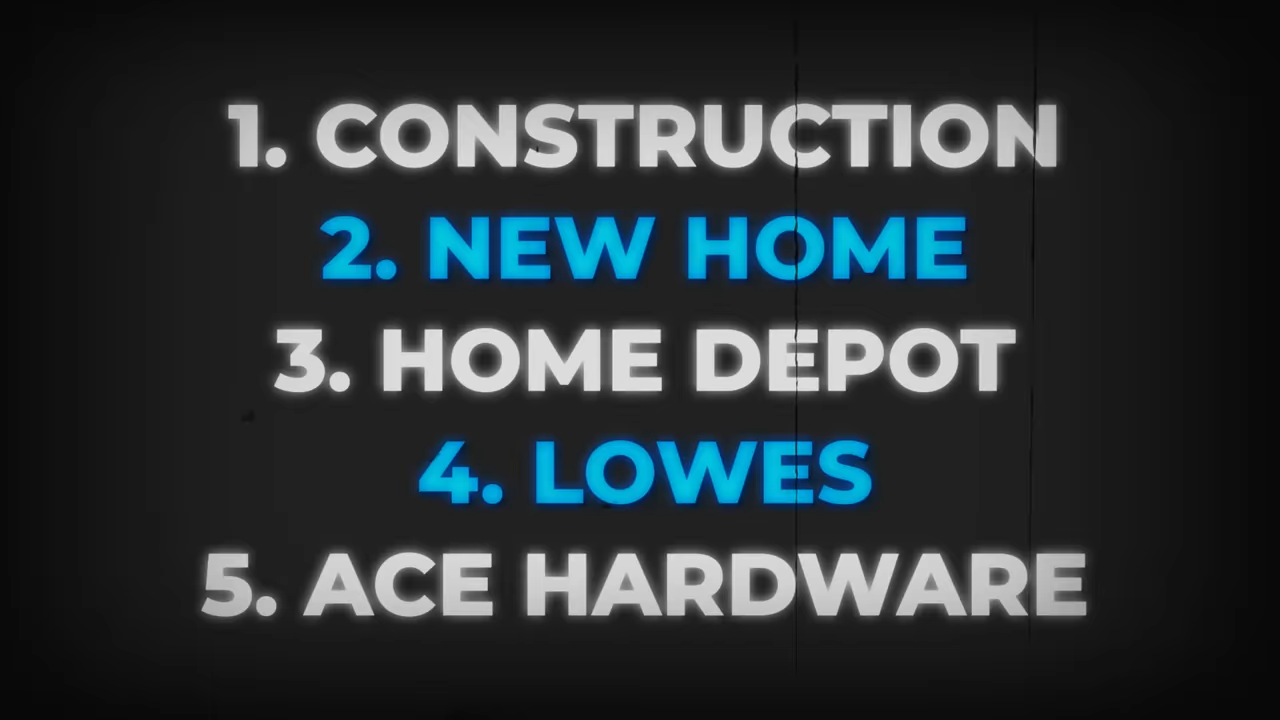 1. CONSTRUCTION
2. NEW HOME
3. HOME DEPOT
4. LOWES
5. ACE HARDWARE